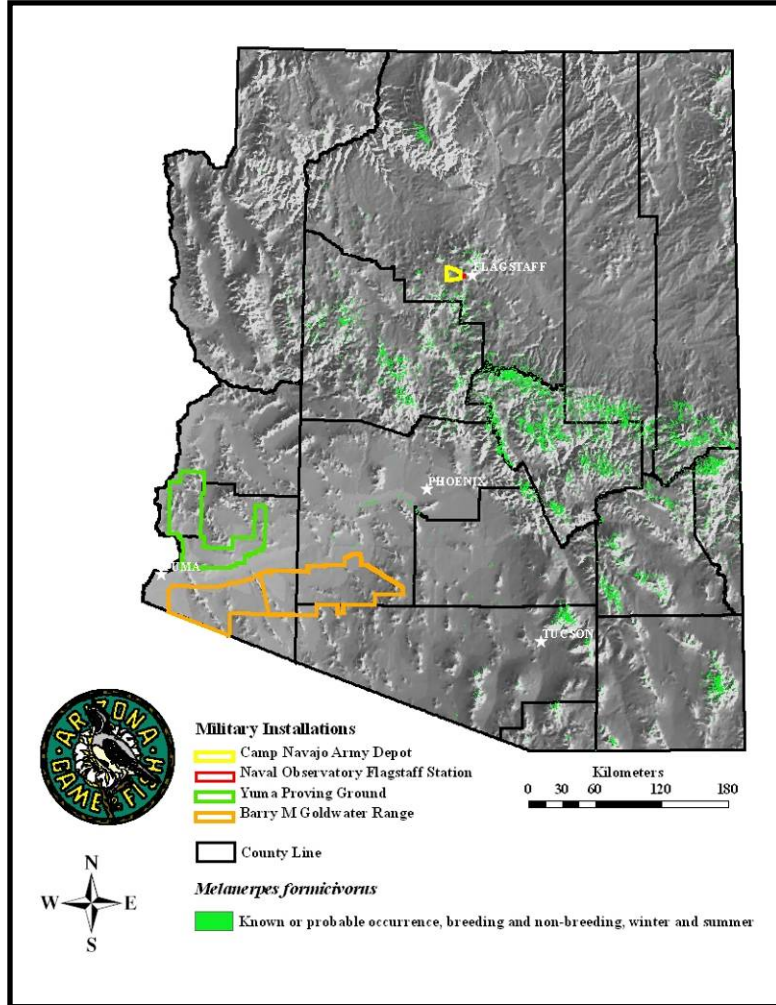 FLAGSTAFF
PHOENIX
YUMA
TUCSON
ARIZONA
GAME & FISH
Military Installations
Camp Navajo Army Depot
Naval Observatory Flagstaff Station
Yuma Proving Ground
Barry M Goldwater Range
County Line
Melanerpes formicivorus
Known or probable occurrence, breeding and non-breeding, winter and summer
Kilometers
0 30 60 120 180
N
W E
S